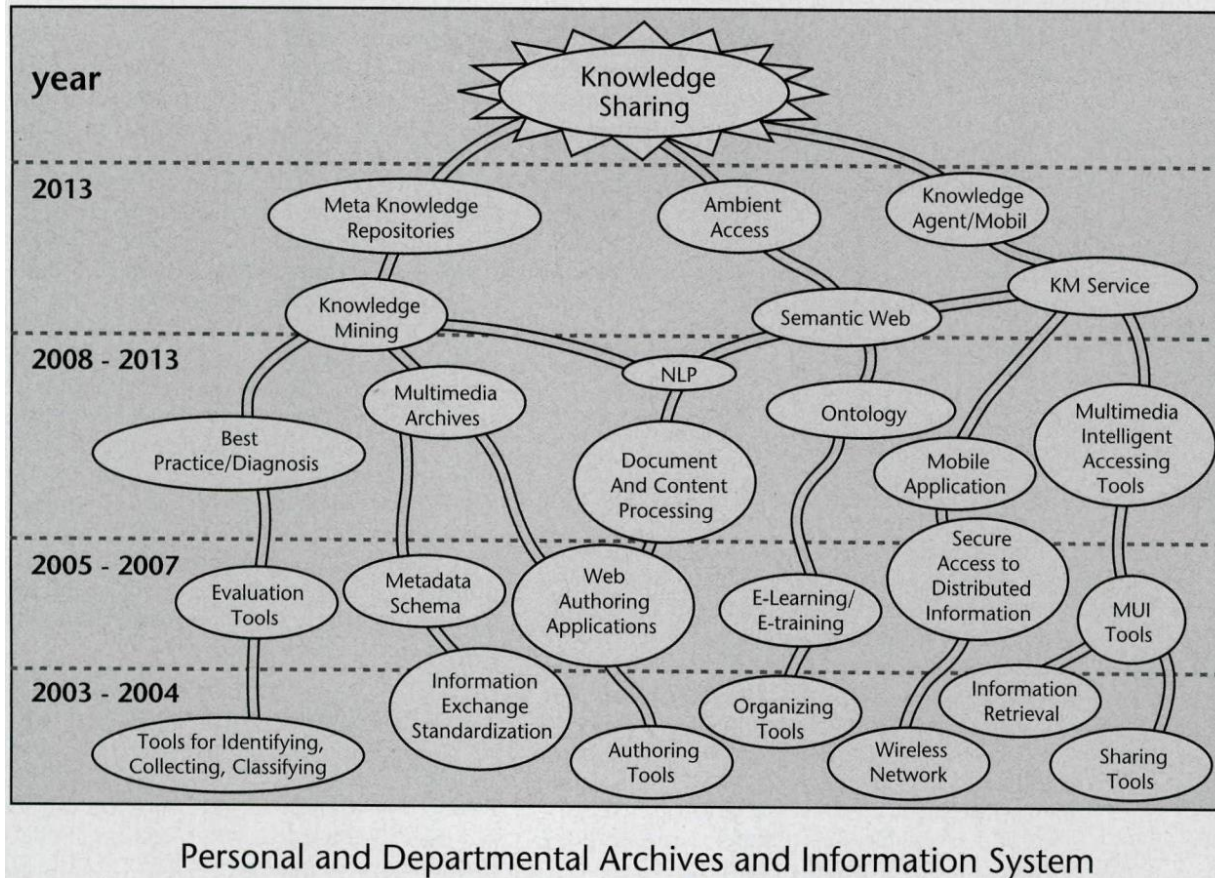 year
Knowledge
Sharing
2013
Meta Knowledge
Repositories
Ambient
Access
Knowledge
Agent/Mobil
Knowledge
Mining
Semantic Web
KM Service
2008 - 2013
NLP
Multimedia
Archives
Ontology
Best
Practice/Diagnosis
Document
And Content
Processing
Mobile
Application
Multimedia
Intelligent
Accessing
Tools
2005 - 2007
Evaluation
Tools
Metadata
Schema
Web
Authoring
Applications
E-Learning/
E-training
Secure
Access to
Distributed
Information
MUI
Tools
2003 - 2004
Tools for Identifying,
Collecting, Classifying
Information
Exchange
Standardization
Authoring
Tools
Organizing
Tools
Wireless
Network
Information
Retrieval
Sharing
Tools
Personal and Departmental Archives and Information System